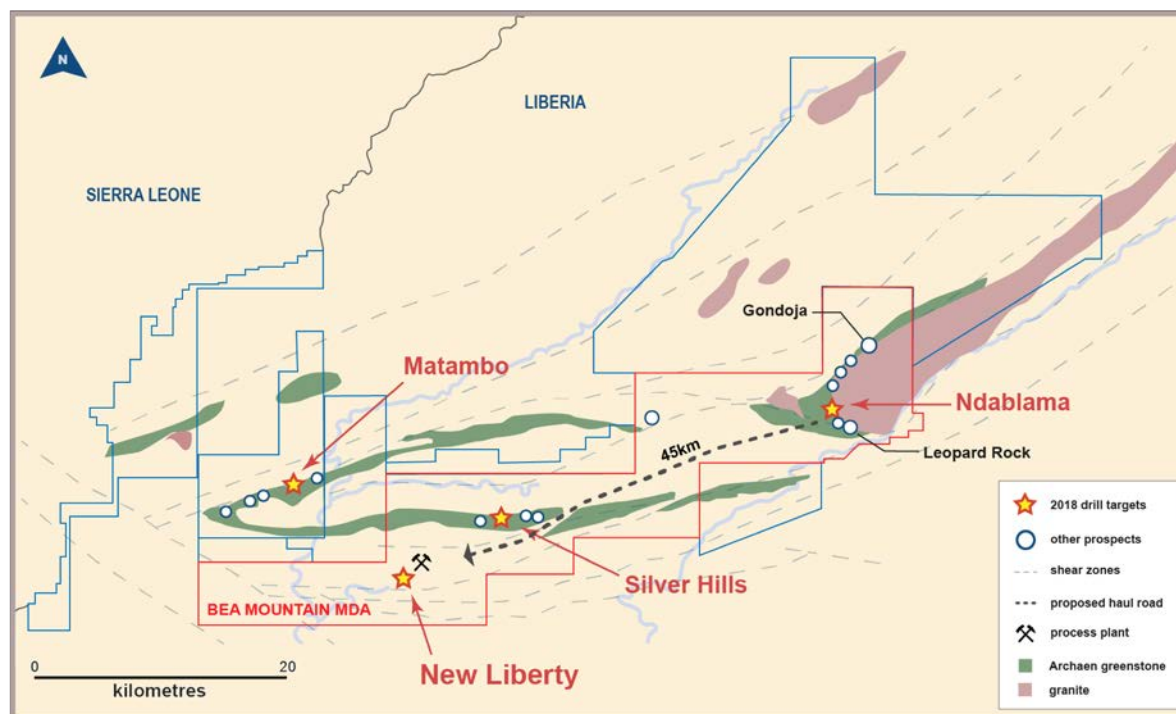 N
LIBERIA
SIERRA LEONE
Gondoja
Matambo
Ndablama
45km
Leopard Rock
Silver Hills
BEA MOUNTAIN MDA
New Liberty
0
20
kilometres
2018 drill targets
other prospects
shear zones
proposed haul road
process plant
Archaen greenstone
granite